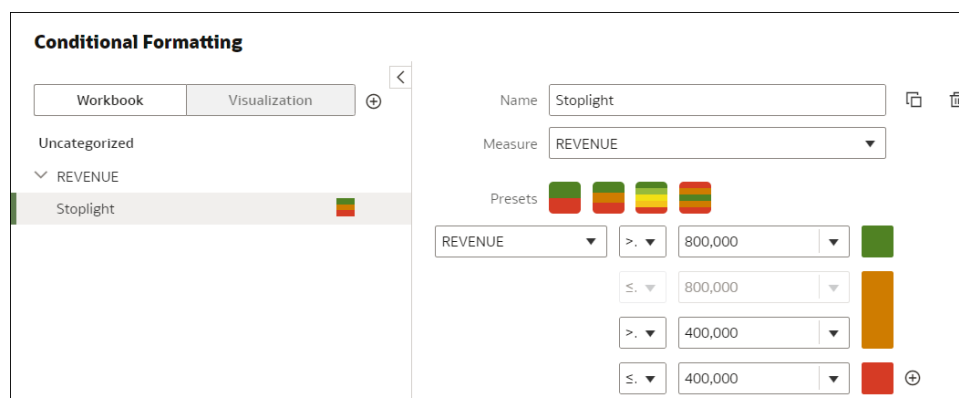 Conditional Formatting
Workbook Visualization
Uncategorized
REVENUE
Stoplight
Name Stoplight
Measure REVENUE
Presets
REVENUE >. 800,000
≤. 800,000
>. 400,000
≤. 400,000